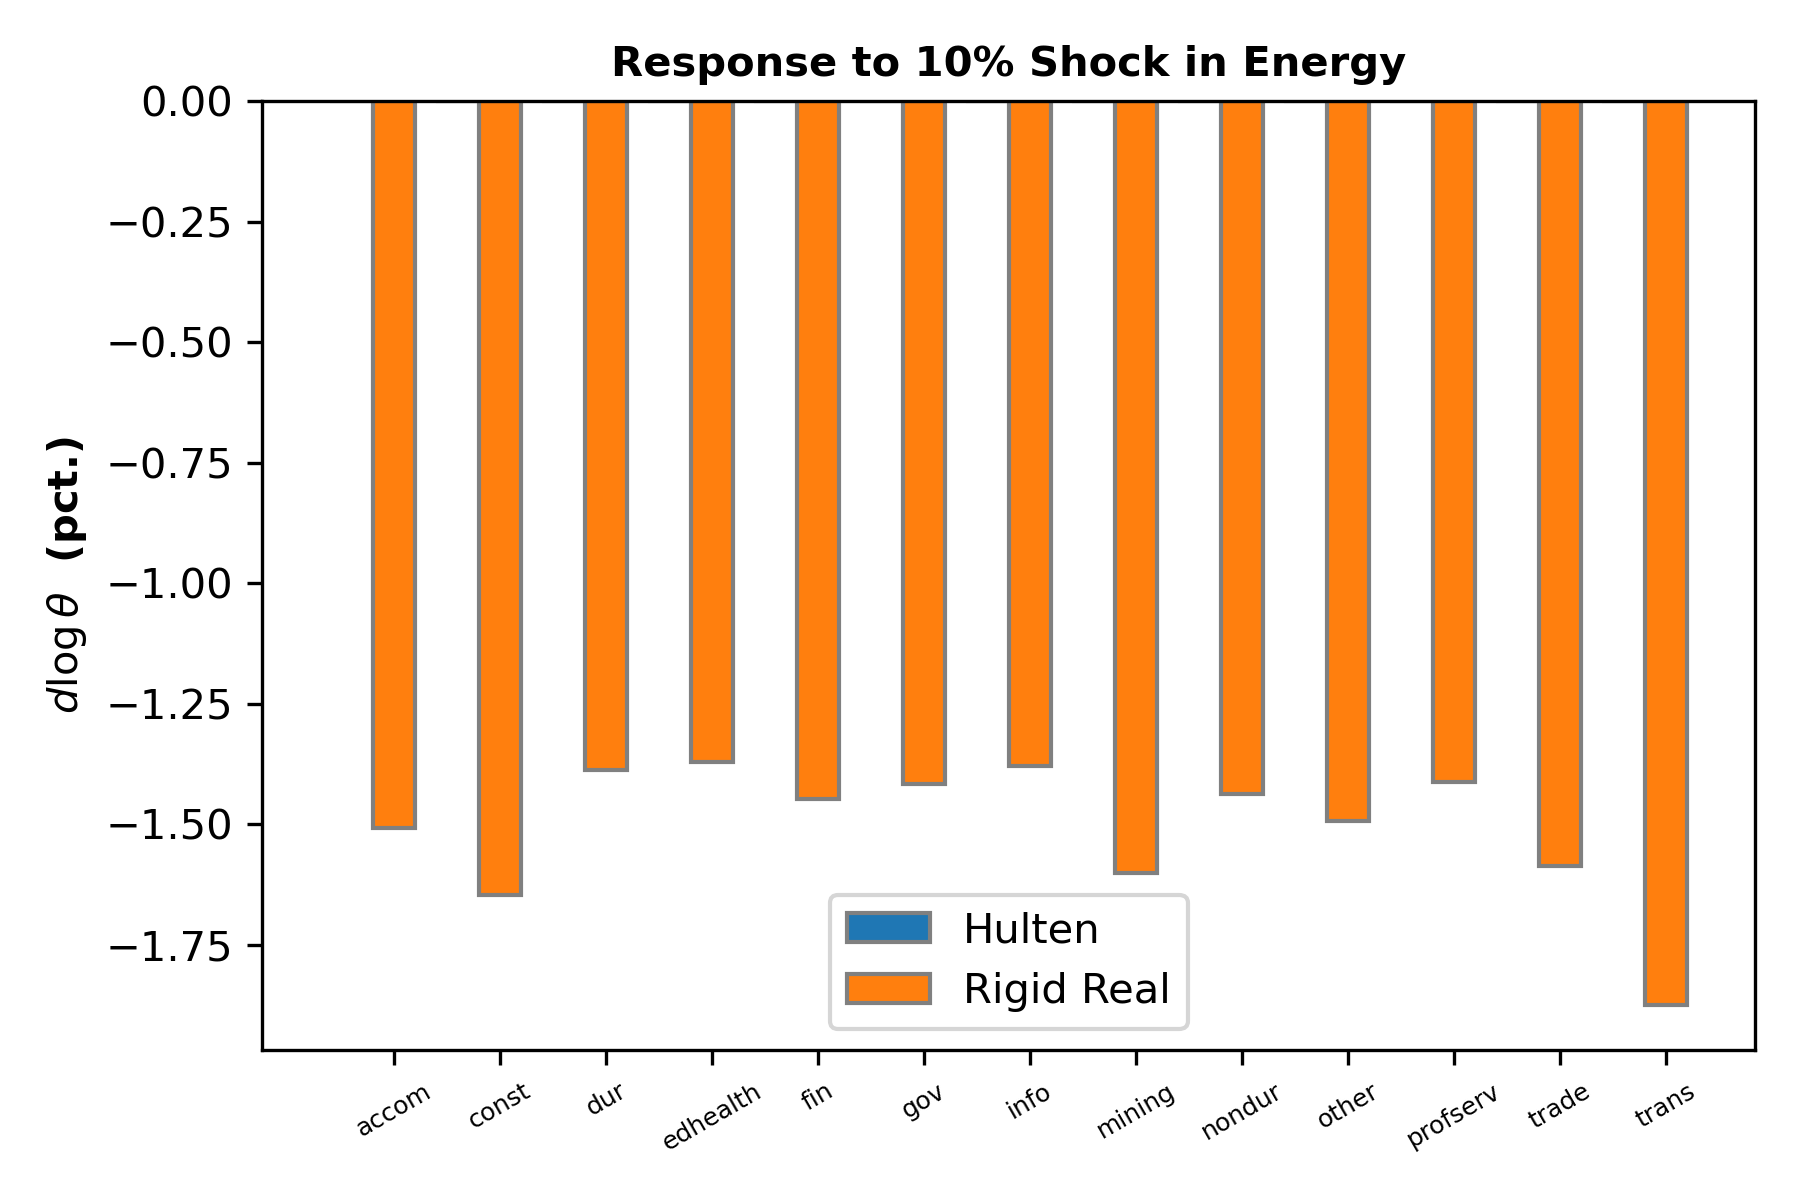 Response to 10% Shock in Energy
0.00
−0.25
−0.50
−0.75
−1.00
−1.25
−1.50
−1.75
dlog θ (pct.)
Hulten
Rigid Real
accom
const
dur
edhealth
fin
gov
info
mining
nondur
other
profserv
trade
trans